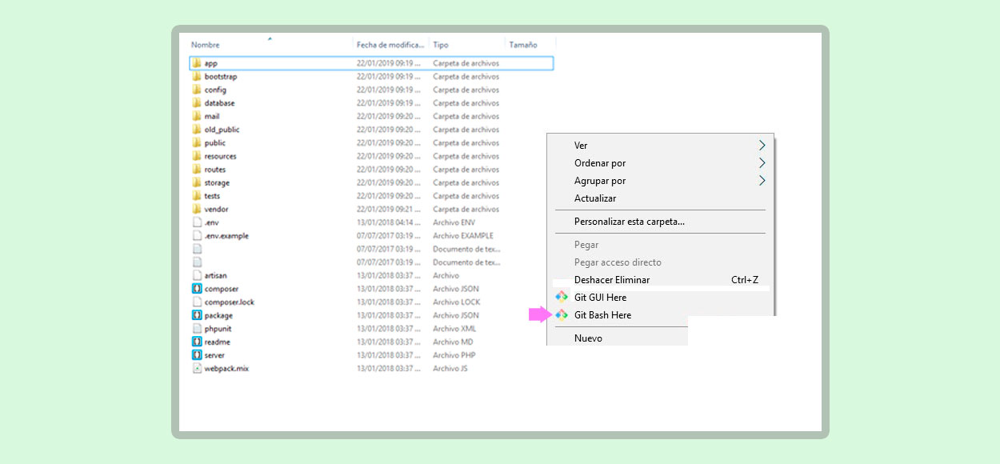 Nombre Fecha de modifica... Tipo Tamaño
app 22/01/2019 09:19 ... Carpeta de archivos
bootstrap 22/01/2019 09:19 ... Carpeta de archivos
config 22/01/2019 09:19 ... Carpeta de archivos
database 22/01/2019 09:19 ... Carpeta de archivos
mail 22/01/2019 09:20 ... Carpeta de archivos
old_public 22/01/2019 09:20 ... Carpeta de archivos
public 22/01/2019 09:20 ... Carpeta de archivos
resources 22/01/2019 09:20 ... Carpeta de archivos
routes 22/01/2019 09:20 ... Carpeta de archivos
storage 22/01/2019 09:20 ... Carpeta de archivos
tests 22/01/2019 09:20 ... Carpeta de archivos
vendor 22/01/2019 09:21 ... Carpeta de archivos
.env 13/01/2018 04:14 ... Archivo ENV
.env.example 07/07/2017 03:19 ... Archivo EXAMPLE
07/07/2017 03:19 ... Documento de tex...
07/07/2017 03:19 ... Documento de tex...
artisan 13/01/2018 03:37 ... Archivo
composer 13/01/2018 03:37 ... Archivo JSON
composer.lock 13/01/2018 03:37 ... Archivo LOCK
package 13/01/2018 03:37 ... Archivo JSON
phpunit 13/01/2018 03:37 ... Archivo XML
readme 13/01/2018 03:37 ... Archivo MD
server 13/01/2018 03:37 ... Archivo PHP
webpack.mix 13/01/2018 03:37 ... Archivo JS
Ver
Ordenar por
Agrupar por
Actualizar
Personalizar esta carpeta...
Pegar
Pegar acceso directo
Deshacer Eliminar Ctrl+Z
Git GUI Here
Git Bash Here
Nuevo